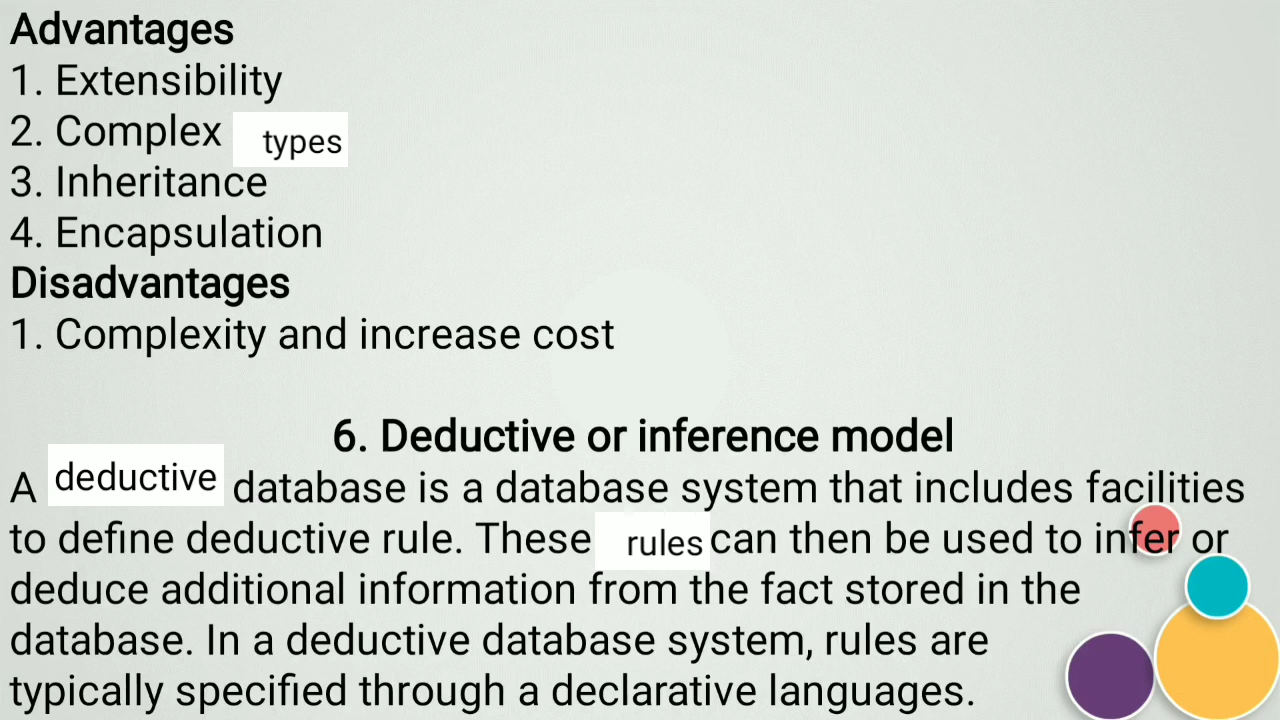 Advantages
1. Extensibility
2. Complex types
3. Inheritance
4. Encapsulation
Disadvantages
1. Complexity and increase cost
6. Deductive or inference model
A deductive database is a database system that includes facilities
to define deductive rule. These rules can then be used to infer or
deduce additional information from the fact stored in the
database. In a deductive database system, rules are
typically specified through a declarative languages.